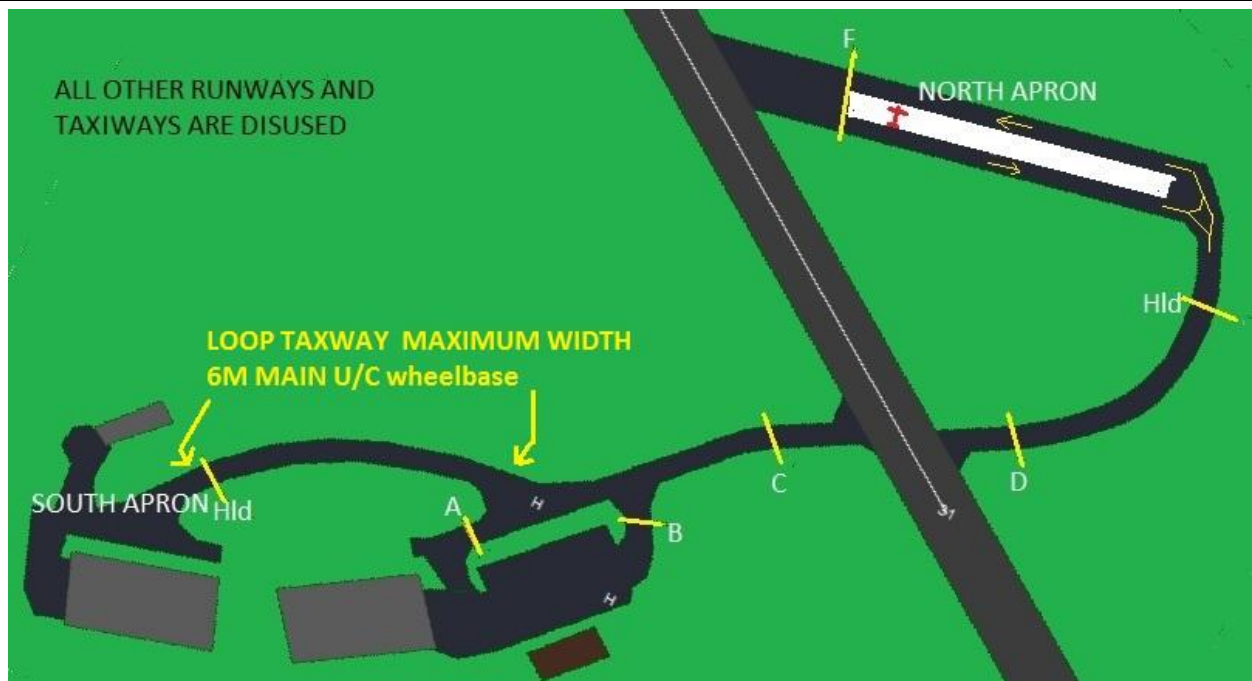 F
ALL OTHER RUNWAYS AND
TAXIWAYS ARE DISUSED
NORTH APRON
Hld
LOOP TAXWAY MAXIMUM WIDTH
6M MAIN U/C wheelbase
SOUTH APRON
Hld
A
H
B
C
D
31
H